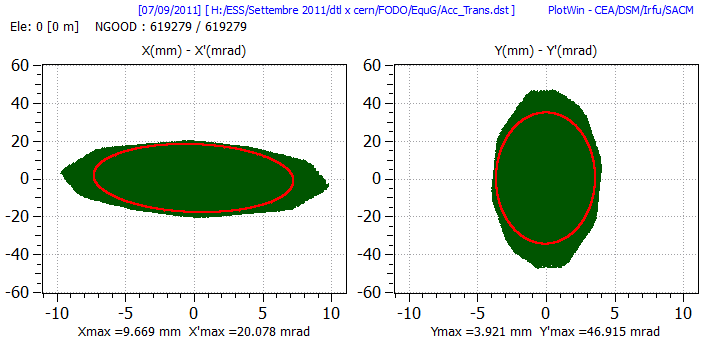 [07/09/2011] [ H:/ESS/Settembre 2011/dtl x cern/FODO/EquG/Acc_Trans.dst ] PlotWin - CEA/DSM/Irfu/SACM
Ele: 0 [0 m] NGOOD : 619279 / 619279
X(mm) - X'(mrad)
60
40
20
0
-20
-40
-60
-10 -5 0 5 10
Xmax =9.669 mm X'max =20.078 mrad
Y(mm) - Y'(mrad)
60
40
20
0
-20
-40
-60
-10 -5 0 5 10
Ymax =3.921 mm Y'max =46.915 mrad